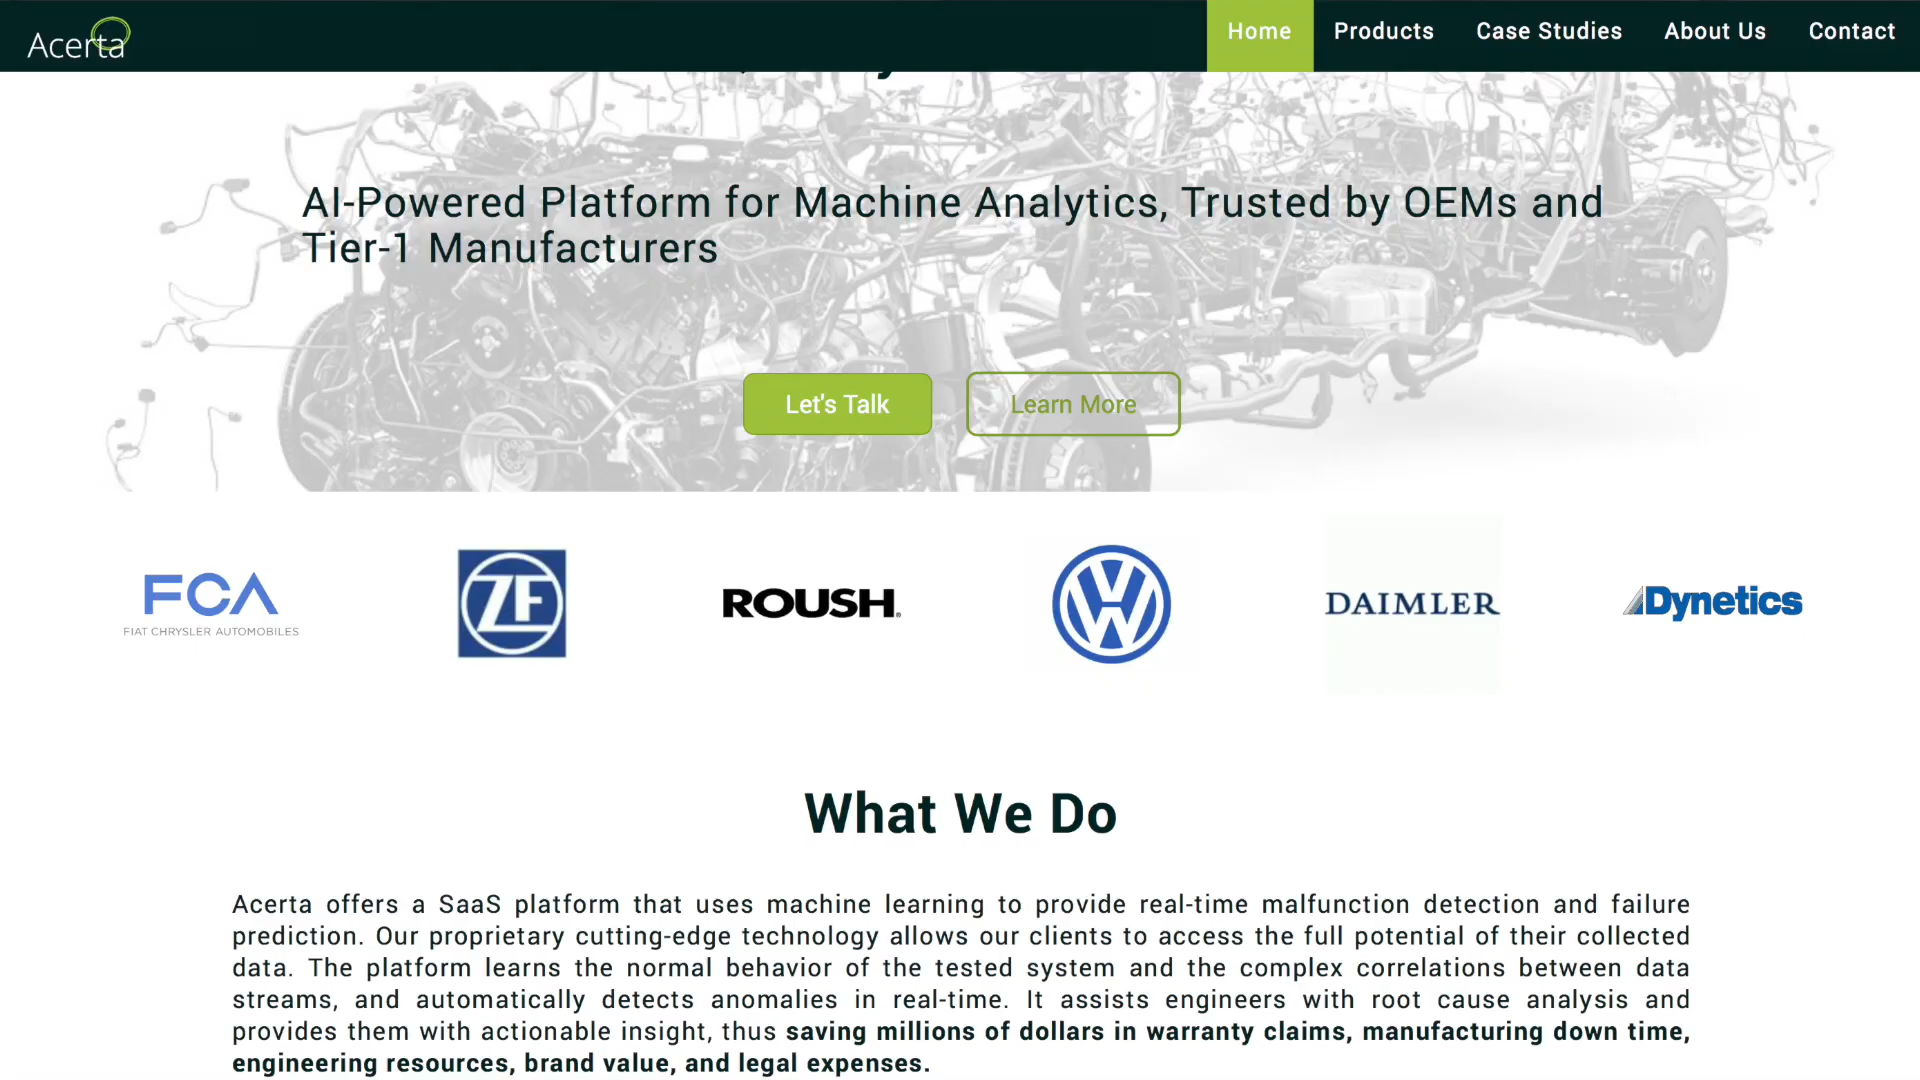 Acerta
Home
Products
Case Studies
About Us
Contact
AI-Powered Platform for Machine Analytics, Trusted by OEMs and
Tier-1 Manufacturers
Let's Talk
Learn More
FCA
FIAT CHRYSLER AUTOMOBILES
ZF
ROUSH®
VW
DAIMLER
Dynetics
What We Do
Acerta offers a SaaS platform that uses machine learning to provide real-time malfunction detection and failure
prediction. Our proprietary cutting-edge technology allows our clients to access the full potential of their collected
data. The platform learns the normal behavior of the tested system and the complex correlations between data
streams, and automatically detects anomalies in real-time. It assists engineers with root cause analysis and
provides them with actionable insight, thus saving millions of dollars in warranty claims, manufacturing down time,
engineering resources, brand value, and legal expenses.